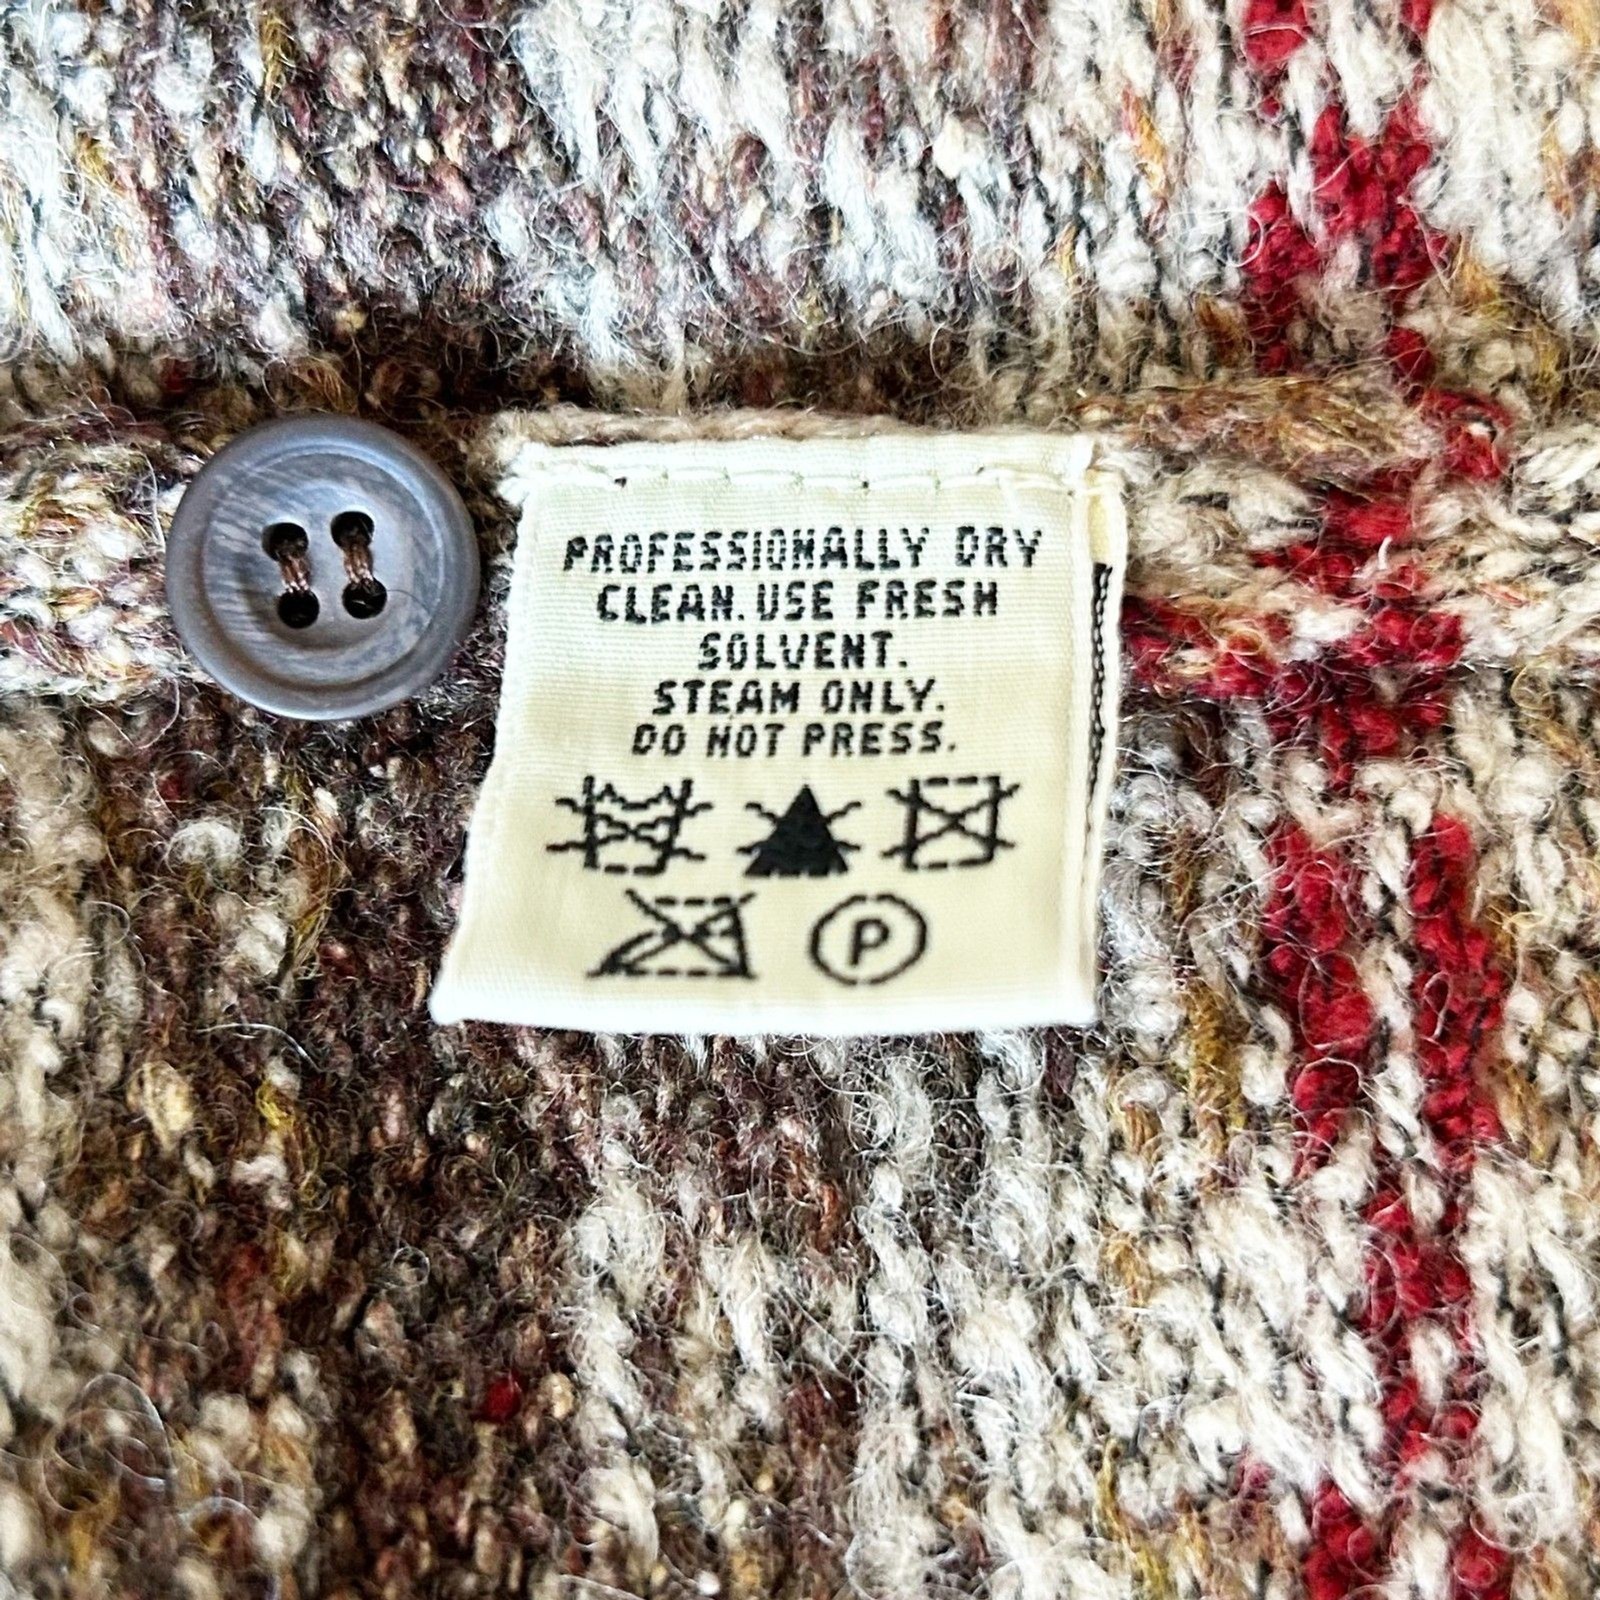 PROFESSIONALLY DRY
CLEAN. USE FRESH
SOLVENT.
STEAM ONLY.
DO NOT PRESS.
P